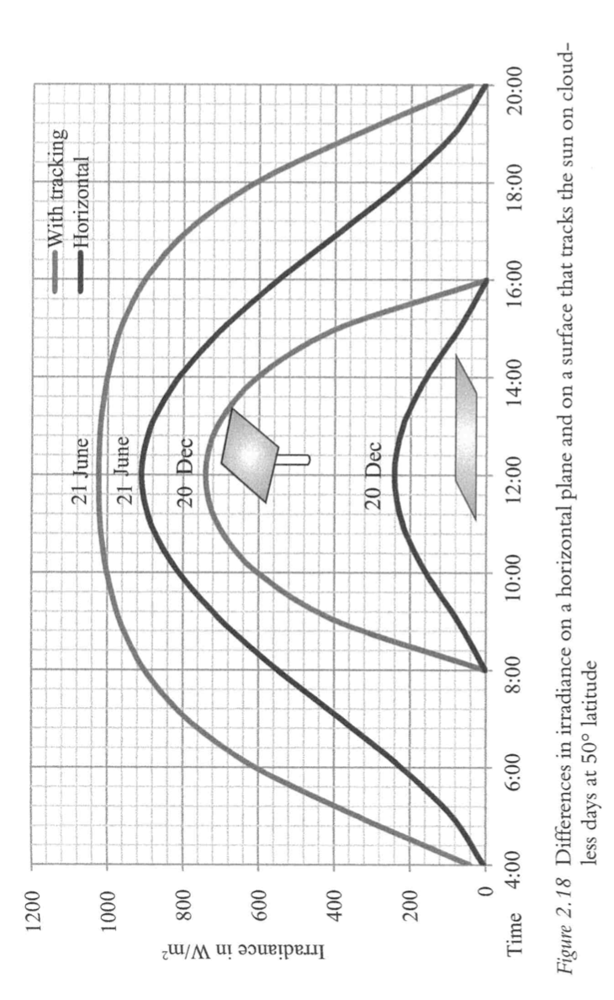 1200
1000
800
600
400
200
0
Irradiance in W/m²
With tracking
Horizontal
21 June
21 June
20 Dec
20 Dec
Time 4:00 6:00 8:00 10:00 12:00 14:00 16:00 18:00 20:00
Figure 2.18 Differences in irradiance on a horizontal plane and on a surface that tracks the sun on cloud-
less days at 50° latitude